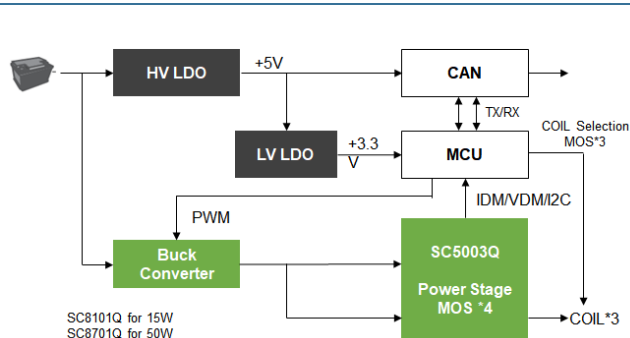 HV LDO
+5V
CAN
TX/RX
COIL Selection
MOS*3
LV LDO
+3.3
V
MCU
IDM/VDM/I2C
PWM
Buck
Converter
SC5003Q
Power Stage
MOS *4
SC8101Q for 15W
SC8701Q for 50W
COIL*3